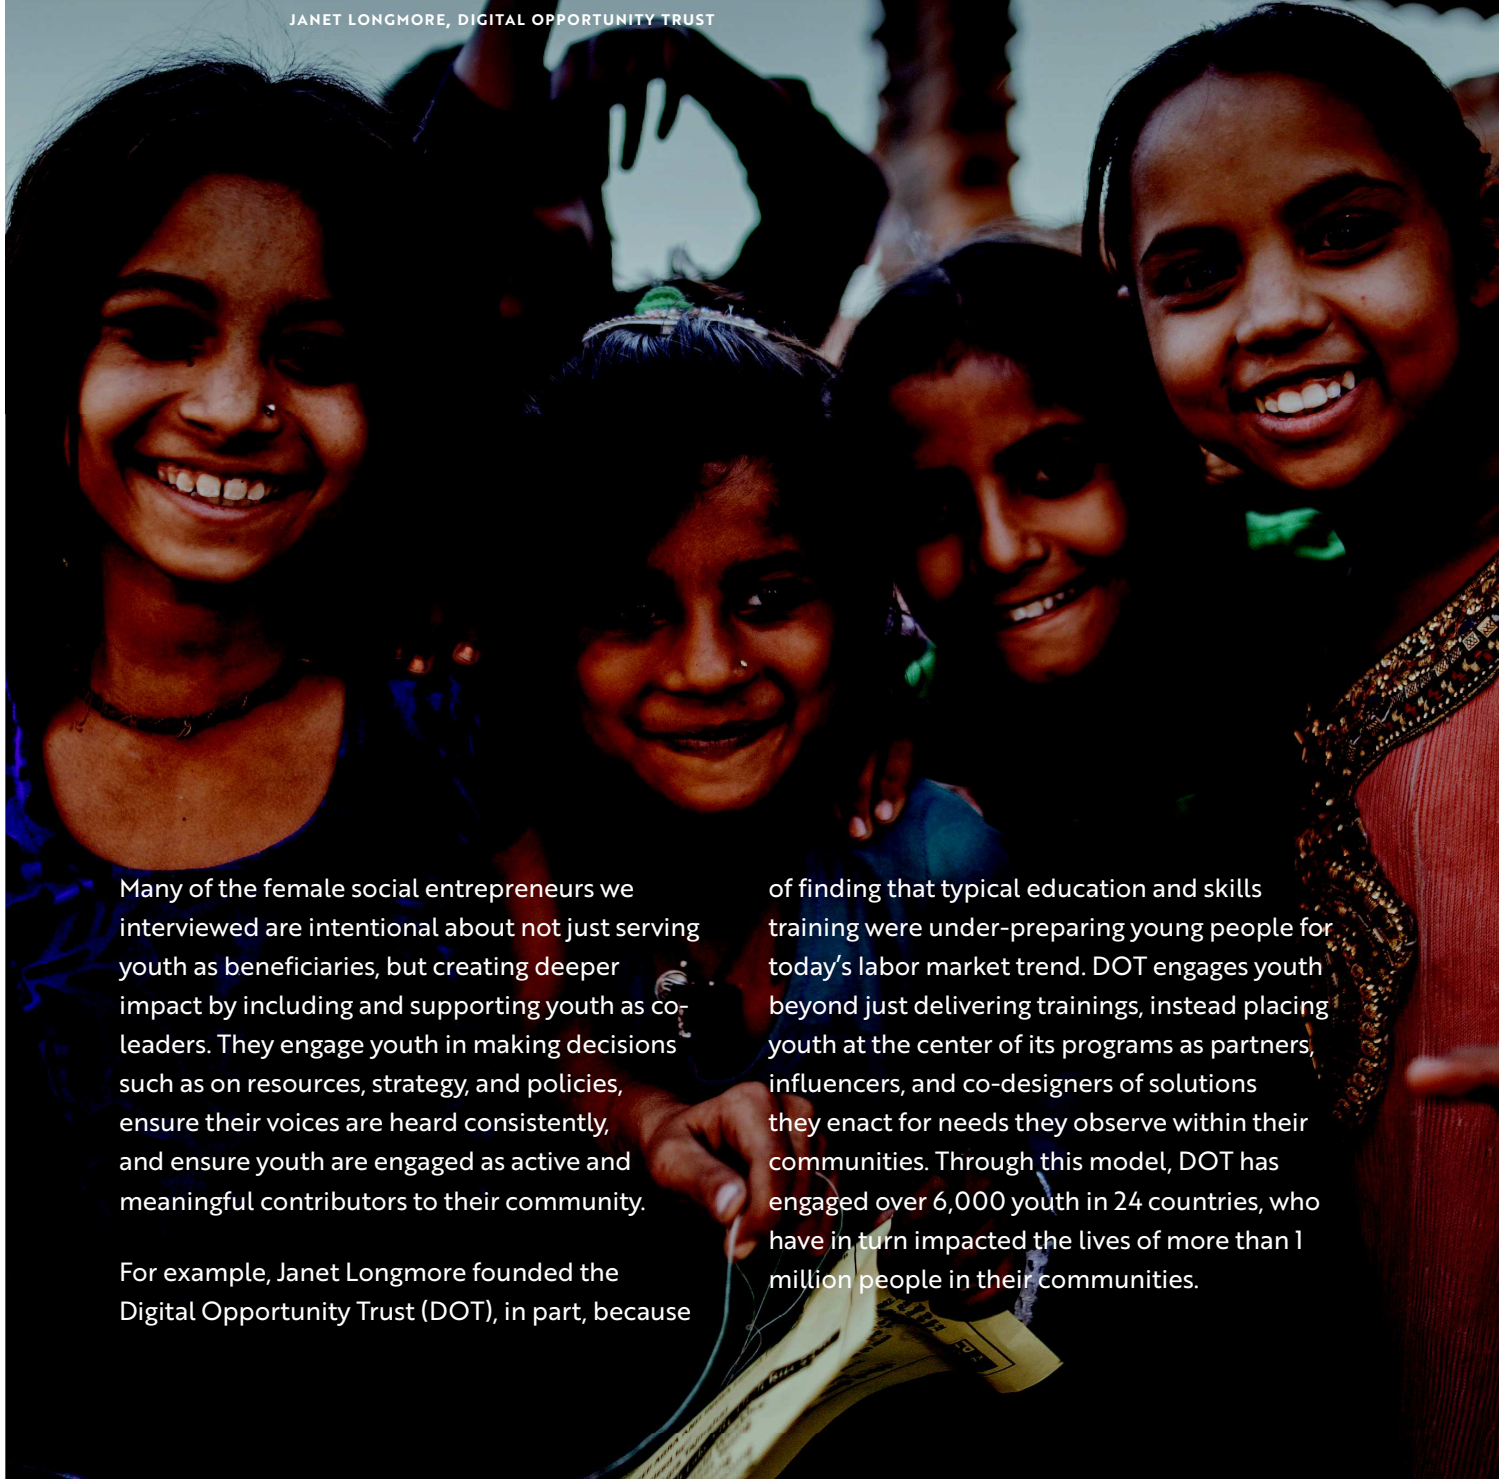 JANET LONGMORE, DIGITAL OPPORTUNITY TRUST
Many of the female social entrepreneurs we
interviewed are intentional about not just serving
youth as beneficiaries, but creating deeper
impact by including and supporting youth as co-
leaders. They engage youth in making decisions
such as on resources, strategy, and policies,
ensure their voices are heard consistently,
and ensure youth are engaged as active and
meaningful contributors to their community.
For example, Janet Longmore founded the
Digital Opportunity Trust (DOT), in part, because
of finding that typical education and skills
training were under-preparing young people for
today’s labor market trend. DOT engages youth
beyond just delivering trainings, instead placing
youth at the center of its programs as partners,
influencers, and co-designers of solutions
they enact for needs they observe within their
communities. Through this model, DOT has
engaged over 6,000 youth in 24 countries, who
have in turn impacted the lives of more than 1
million people in their communities.